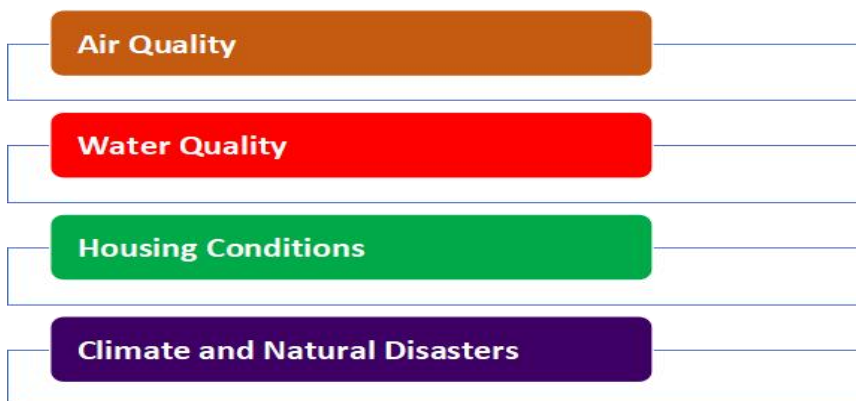 Air Quality
Water Quality
Housing Conditions
Climate and Natural Disasters